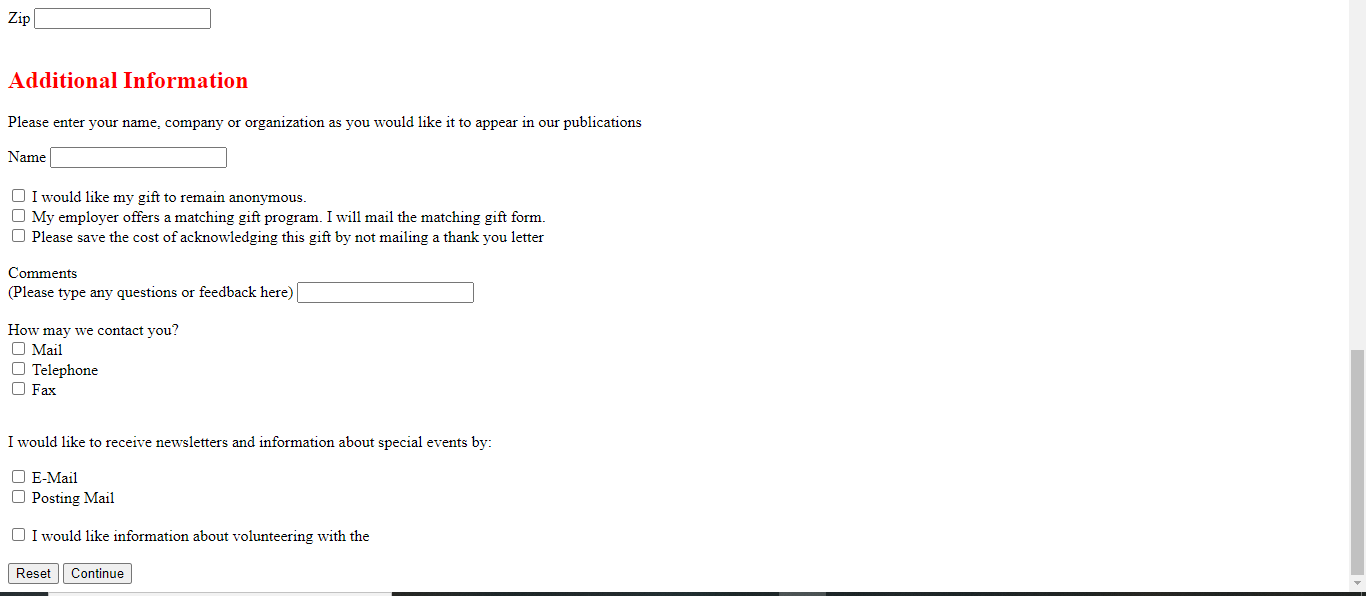 Zip
Additional Information
Please enter your name, company or organization as you would like it to appear in our publications
Name
I would like my gift to remain anonymous.
My employer offers a matching gift program. I will mail the matching gift form.
Please save the cost of acknowledging this gift by not mailing a thank you letter
Comments
(Please type any questions or feedback here)
How may we contact you?
Mail
Telephone
Fax
I would like to receive newsletters and information about special events by:
E-Mail
Posting Mail
I would like information about volunteering with the
Reset Continue